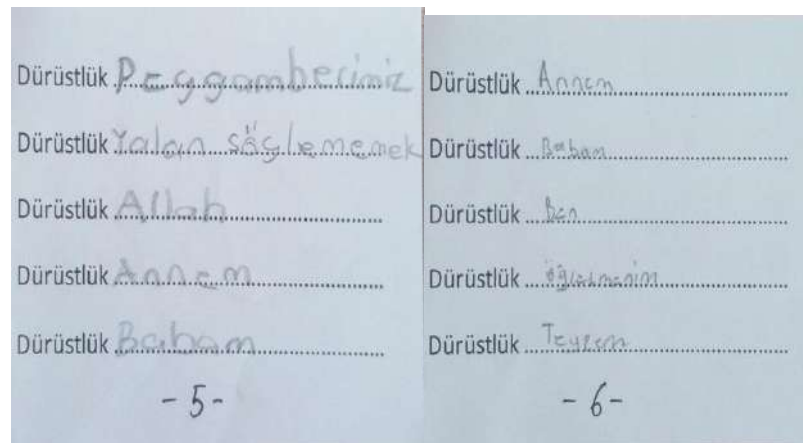 Dürüstlük Peygamberimiz
Dürüstlük Yalan söylememek
Dürüstlük Allah
Dürüstlük Annem
Dürüstlük Babam
-5-
Dürüstlük Annem
Dürüstlük Babam
Dürüstlük Ben
Dürüstlük öğretmenim
Dürüstlük Teyzem
-6-